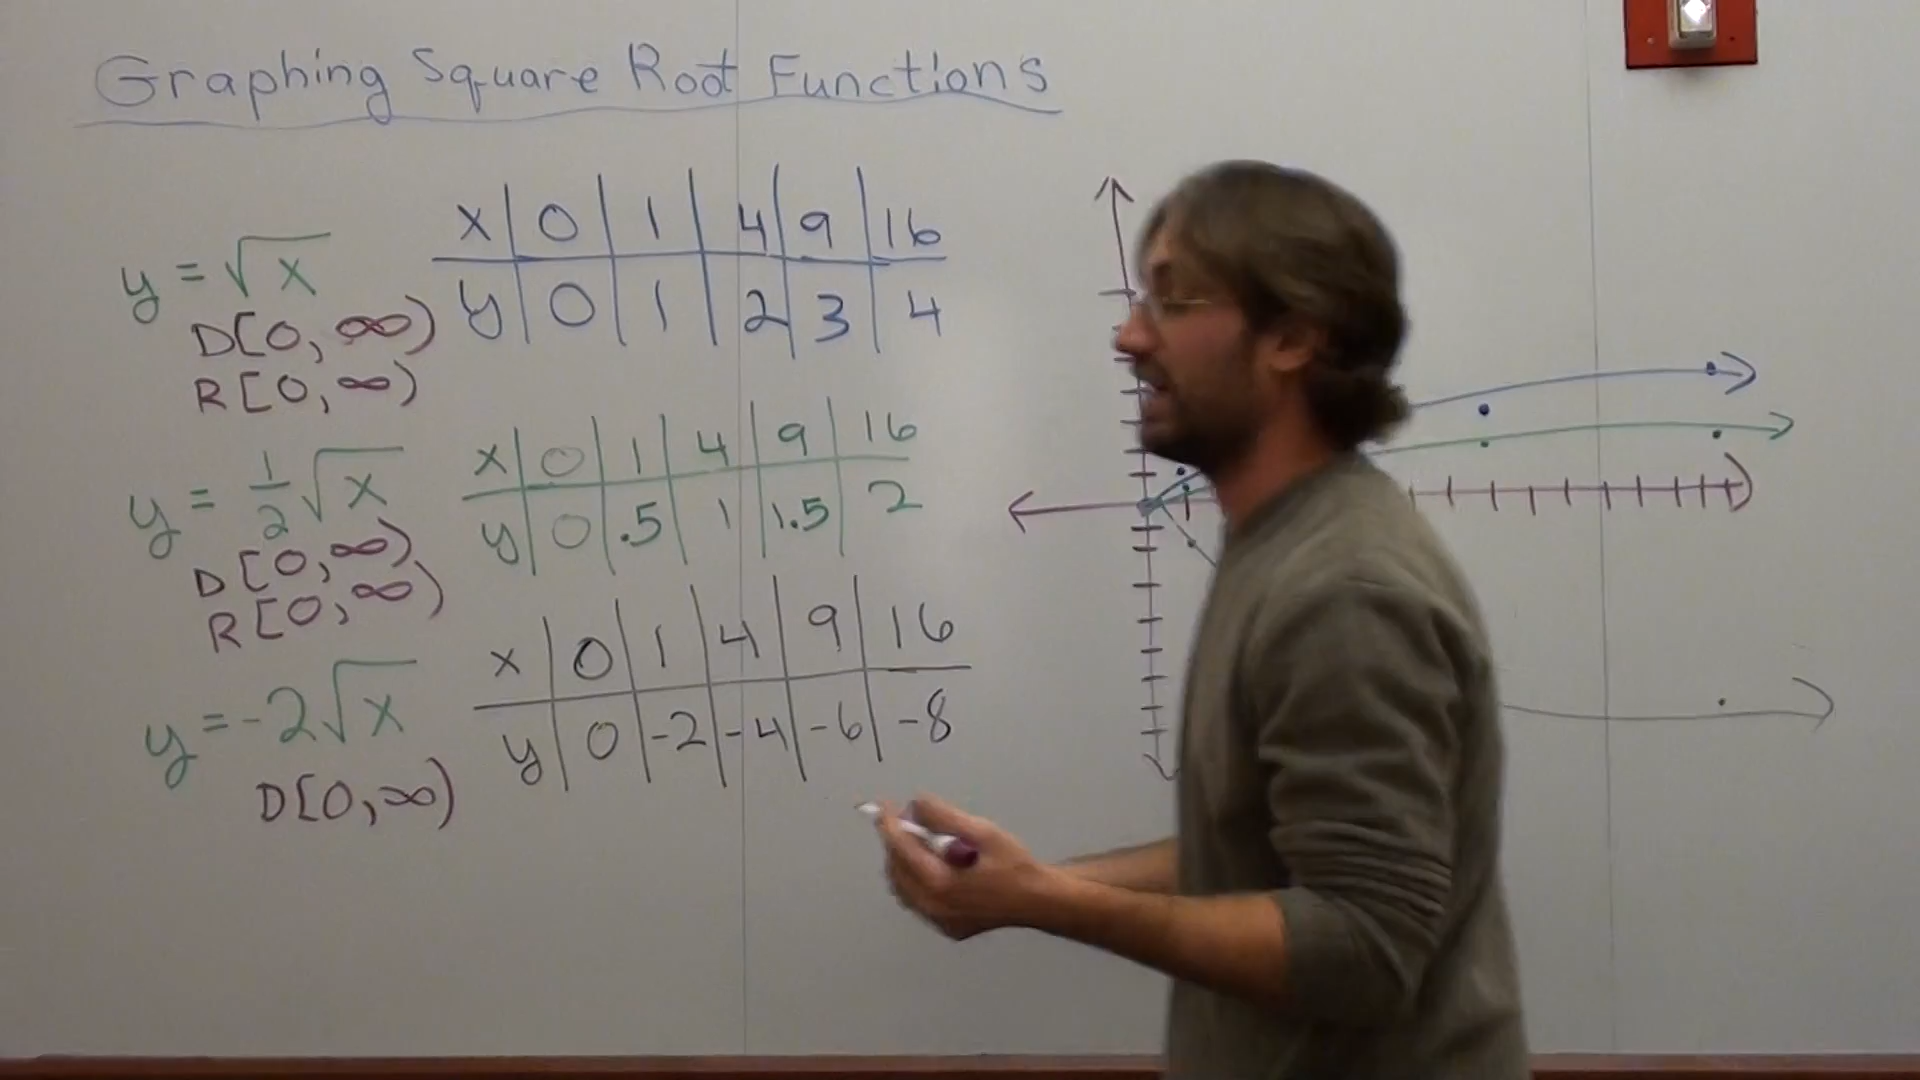 Graphing Square Root Functions
y = √x
D[0, ∞)
R[0, ∞)
x | 0 | 1 | 4 | 9 | 16
y | 0 | 1 | 2 | 3 | 4
y = 1/2 √x
D[0, ∞)
R[0, ∞)
x | 0 | 1 | 4 | 9 | 16
y | 0 | .5 | 1 | 1.5 | 2
y = -2√x
D[0, ∞)
x | 0 | 1 | 4 | 9 | 16
y | 0 | -2 | -4 | -6 | -8